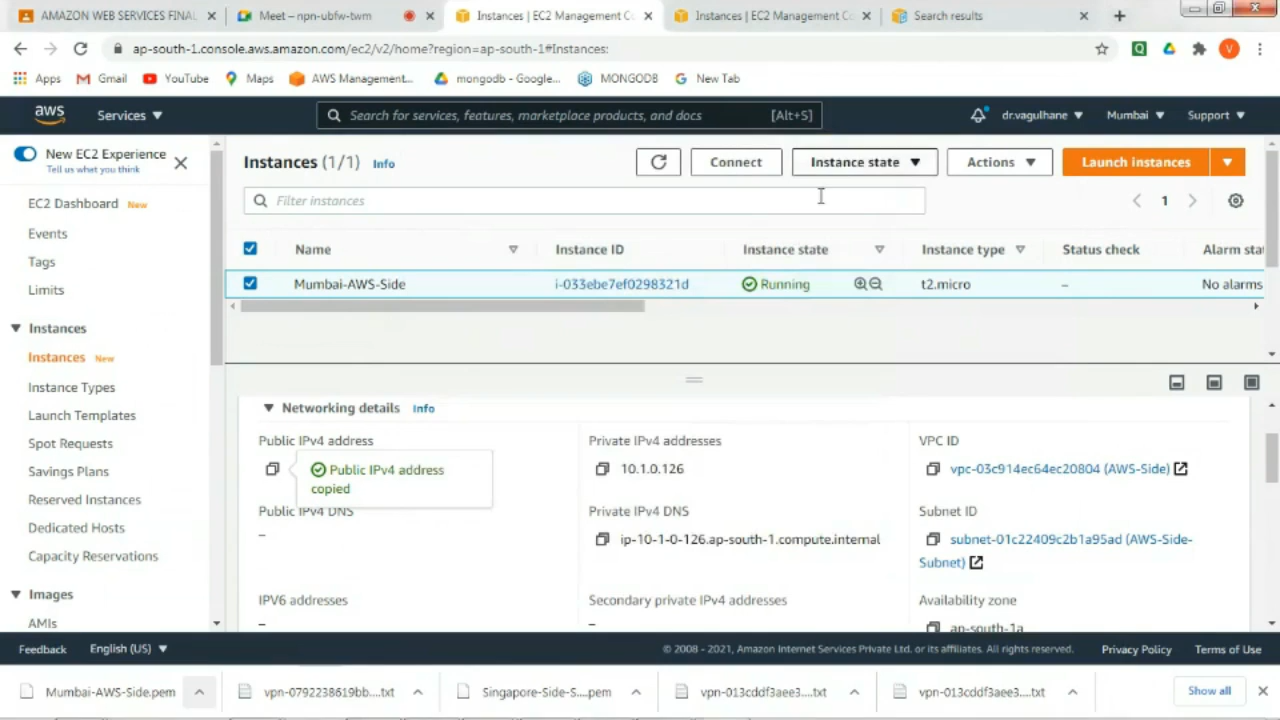 AMAZON WEB SERVICES FINAL
Meet – npn-ubfw-twm
Instances | EC2 Management Co
Instances | EC2 Management Co
Search results
ap-south-1.console.aws.amazon.com/ec2/v2/home?region=ap-south-1#Instances:
Q
V
Apps
Gmail
YouTube
Maps
AWS Management...
mongodb - Google...
MONGODB
New Tab
aws
Services
Search for services, features, marketplace products, and docs
[Alt+S]
dr.vagulhane
Mumbai
Support
New EC2 Experience
Tell us what you think
EC2 Dashboard New
Events
Tags
Limits
Instances
Instances New
Instance Types
Launch Templates
Spot Requests
Savings Plans
Reserved Instances
Dedicated Hosts
Capacity Reservations
Images
AMIs
Instances (1/1) Info
Connect
Instance state
Actions
Launch instances
Filter instances
1
Name
Instance ID
Instance state
Instance type
Status check
Alarm stat
Mumbai-AWS-Side
i-033ebe7ef0298321d
Running
t2.micro
–
No alarms
Networking details Info
Public IPv4 address
Public IPv4 address
copied
Public IPv4 DNS
–
IPV6 addresses
–
Private IPv4 addresses
10.1.0.126
Private IPv4 DNS
ip-10-1-0-126.ap-south-1.compute.internal
Secondary private IPv4 addresses
–
VPC ID
vpc-03c914ec64ec20804 (AWS-Side)
Subnet ID
subnet-01c22409c2b1a95ad (AWS-Side-
Subnet)
Availability zone
ap-south-1a
Feedback
English (US)
© 2008 - 2021, Amazon Internet Services Private Ltd. or its affiliates. All rights reserved.
Privacy Policy
Terms of Use
Mumbai-AWS-Side.pem
vpn-0792238619bb....txt
Singapore-Side-S....pem
vpn-013cddf3aee3....txt
vpn-013cddf3aee3....txt
Show all